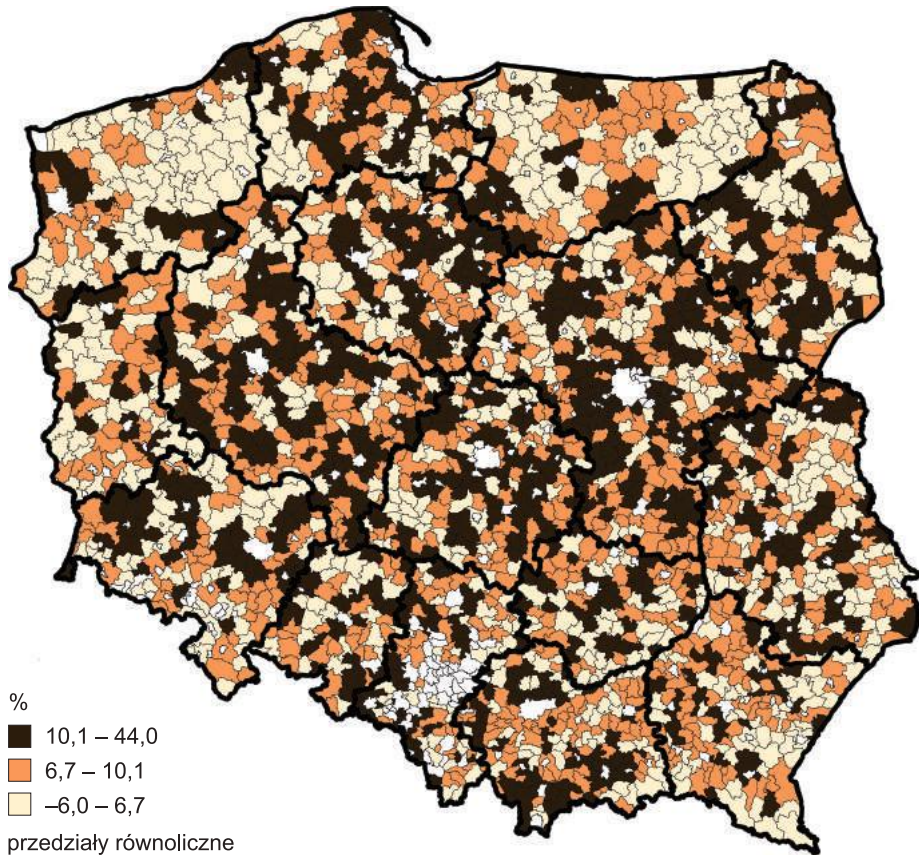 %
10,1 – 44,0
6,7 – 10,1
–6,0 – 6,7
przedziały równoliczne